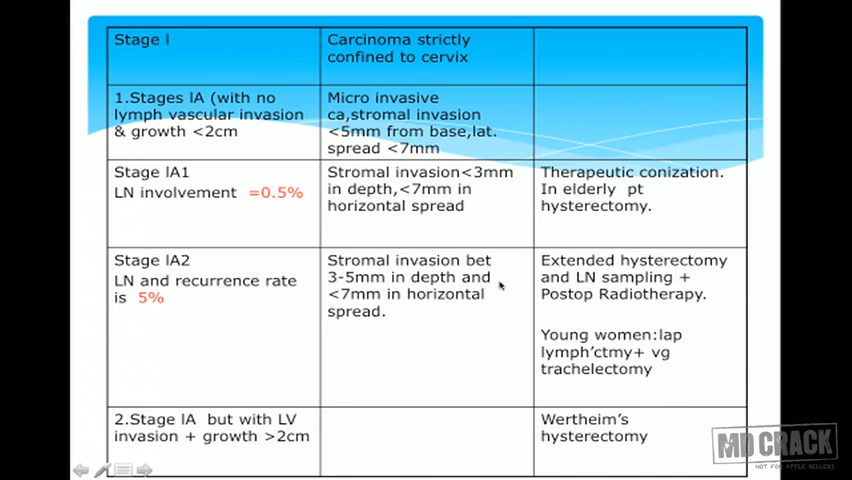 Stage I
Carcinoma strictly
confined to cervix
1.Stages IA (with no
lymph vascular invasion
& growth <2cm
Micro invasive
ca,stromal invasion
<5mm from base,lat.
spread <7mm
Stage IA1
LN involvement =0.5%
Stromal invasion<3mm
in depth,<7mm in
horizontal spread
Therapeutic conization.
In elderly pt
hysterectomy.
Stage IA2
LN and recurrence rate
is 5%
Stromal invasion bet
3-5mm in depth and
<7mm in horizontal
spread.
Extended hysterectomy
and LN sampling +
Postop Radiotherapy.
Young women:lap
lymph'ctmy+ vg
trachelectomy
2.Stage IA but with LV
invasion + growth >2cm
Wertheim's
hysterectomy
MD CRACK
NOT FOR APPLE SELLERS